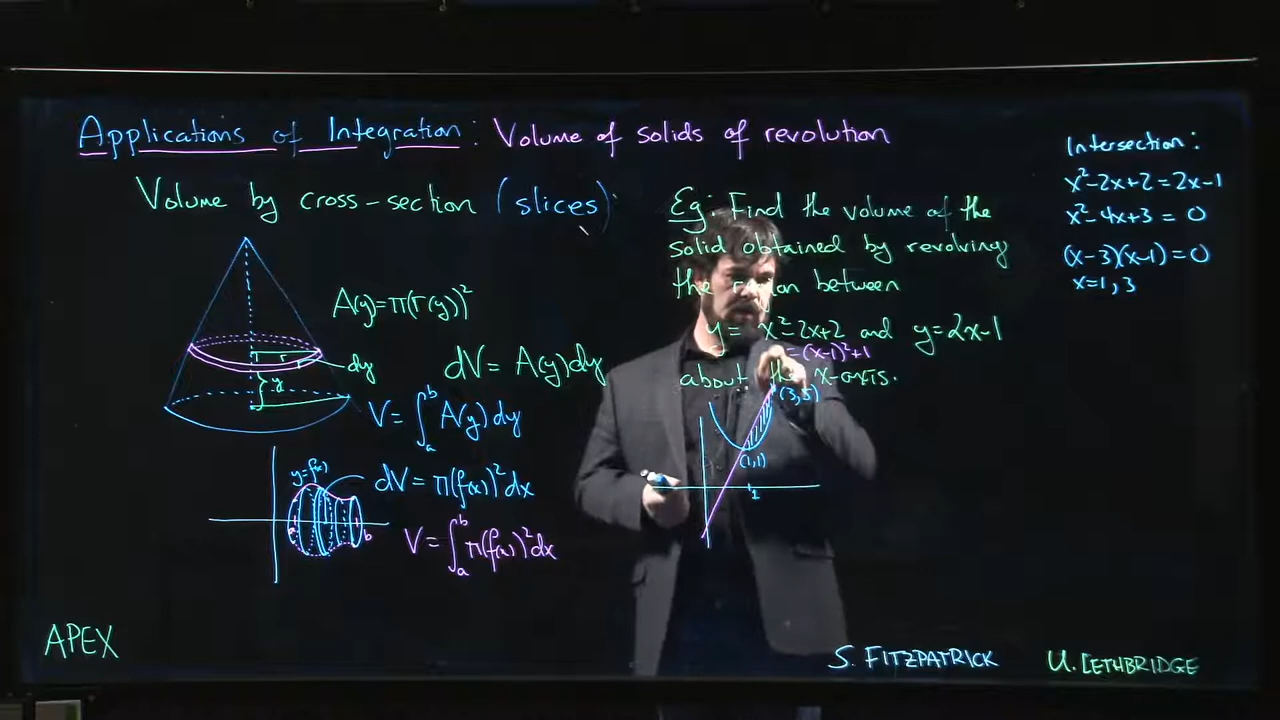 Applications of Integration: Volume of solids of revolution
Volume by cross-section (slices):
A(y)=π(r(y))²
r
dy
y
dV = A(y)dy
V = ∫ₐᵇ A(y) dy
y=f(x)
a
b
dV = π(f(x))²dx
V = ∫ₐᵇ π(f(x))²dx
Eg: Find the volume of the
solid obtained by revolving
the between
y = x²-2x+2 and y=2x-1
=(x-1)²+1
about the x-axis.
(3,5)
(1,1)
1
Intersection:
x²-2x+2=2x-1
x²-4x+3 = 0
(x-3)(x-1)=0
x=1,3
APEX
S. FITZPATRICK
U. LETHBRIDGE